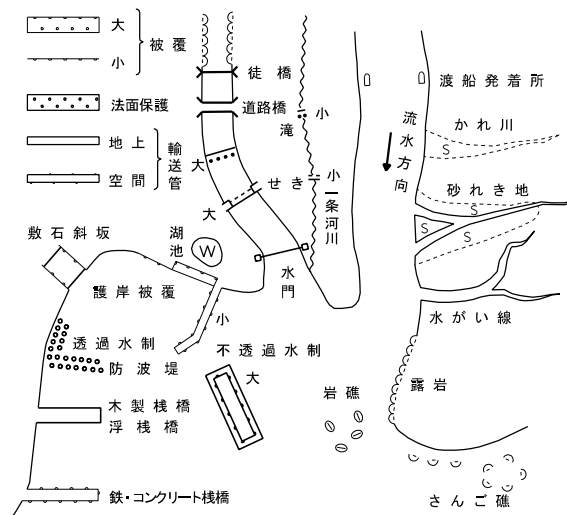 大
被覆
小
法面保護
地上
輸送管
空間
敷石斜坂
徒橋
道路橋
小
滝
大
せき
小
大
一条河川
湖池
W
水門
護岸被覆
小
透過水制
防波堤
不透過水制
大
木製桟橋
浮桟橋
鉄・コンクリート桟橋
渡船発着所
流水方向
かれ川
S
砂れき地
S
S
S
水がい線
露岩
岩礁
さんご礁